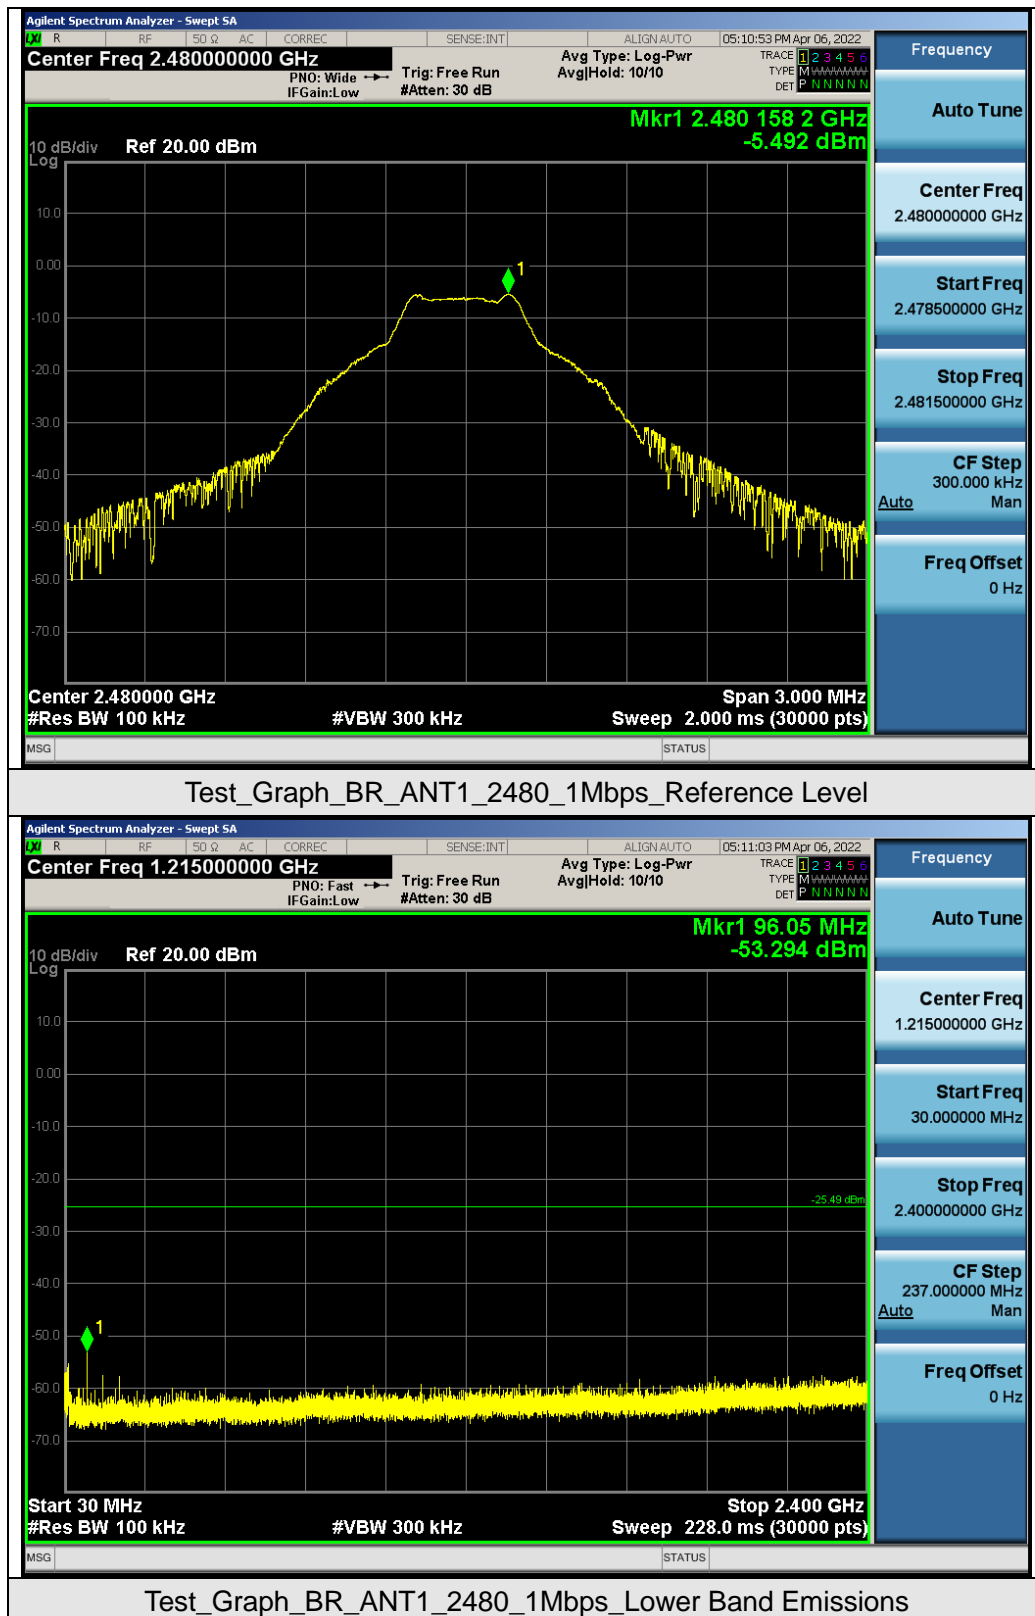 Agilent Spectrum Analyzer - Swept SA
LXI R RF 50 Ω AC CORREC SENSE:INT ALIGN AUTO 05:10:53 PM Apr 06, 2022
Center Freq 2.480000000 GHz
PNO: Wide
IFGain:Low
Trig: Free Run
#Atten: 30 dB
Avg Type: Log-Pwr
Avg|Hold: 10/10
TRACE 1 2 3 4 5 6
TYPE M WWWWW
DET P N N N N N
Mkr1 2.480 158 2 GHz
-5.492 dBm
10 dB/div Ref 20.00 dBm
Log
10.0
0.00
1
-10.0
-20.0
-30.0
-40.0
-50.0
-60.0
-70.0
Center 2.480000 GHz Span 3.000 MHz
#Res BW 100 kHz #VBW 300 kHz Sweep 2.000 ms (30000 pts)
MSG STATUS
Frequency
Auto Tune
Center Freq
2.480000000 GHz
Start Freq
2.478500000 GHz
Stop Freq
2.481500000 GHz
CF Step
300.000 kHz
Auto Man
Freq Offset
0 Hz
Test_Graph_BR_ANT1_2480_1Mbps_Reference Level
Agilent Spectrum Analyzer - Swept SA
LXI R RF 50 Ω AC CORREC SENSE:INT ALIGN AUTO 05:11:03 PM Apr 06, 2022
Center Freq 1.215000000 GHz
PNO: Fast
IFGain:Low
Trig: Free Run
#Atten: 30 dB
Avg Type: Log-Pwr
Avg|Hold: 10/10
TRACE 1 2 3 4 5 6
TYPE M WWWWW
DET P N N N N N
Mkr1 96.05 MHz
-53.294 dBm
10 dB/div Ref 20.00 dBm
Log
10.0
0.00
-10.0
-20.0
-25.49 dBm
-30.0
-40.0
-50.0
1
-60.0
-70.0
Start 30 MHz Stop 2.400 GHz
#Res BW 100 kHz #VBW 300 kHz Sweep 228.0 ms (30000 pts)
MSG STATUS
Frequency
Auto Tune
Center Freq
1.215000000 GHz
Start Freq
30.000000 MHz
Stop Freq
2.400000000 GHz
CF Step
237.000000 MHz
Auto Man
Freq Offset
0 Hz
Test_Graph_BR_ANT1_2480_1Mbps_Lower Band Emissions